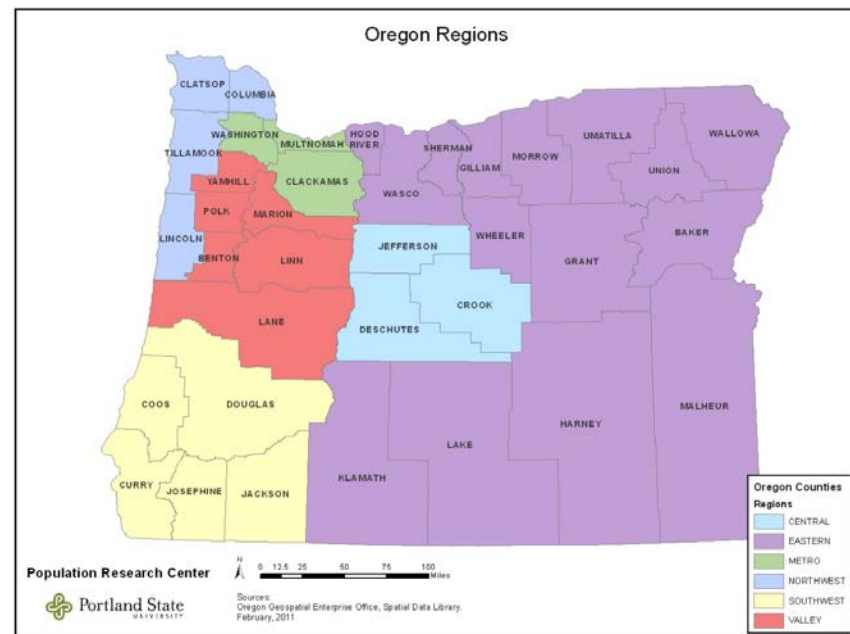 Oregon Regions
CLATSOP
COLUMBIA
WASHINGTON
TILLAMOOK
MULTNOMAH
HOOD
RIVER
SHERMAN
GILLIAM
MORROW
UMATILLA
WALLOWA
UNION
YAMHILL
CLACKAMAS
WASCO
POLK
MARION
LINCOLN
BENTON
LINN
JEFFERSON
WHEELER
GRANT
BAKER
CROOK
LANE
DESCHUTES
COOS
DOUGLAS
MALHEUR
HARNEY
LAKE
KLAMATH
CURRY
JOSEPHINE
JACKSON
Oregon Counties
Regions
CENTRAL
EASTERN
METRO
NORTHWEST
SOUTHWEST
VALLEY
Population Research Center
N
0 12.5 25 50 75 100
Miles
Portland State
UNIVERSITY
Sources:
Oregon Geospatial Enterprise Office, Spatial Data Library.
February, 2011